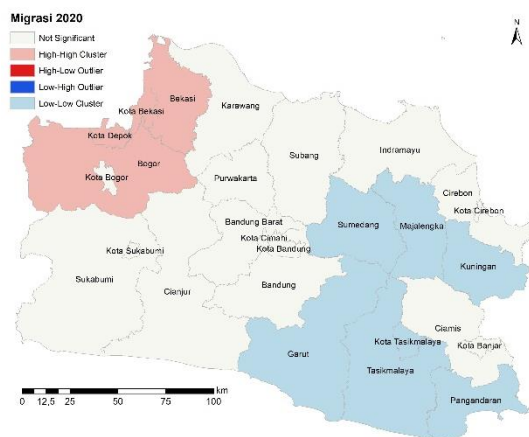 Migrasi 2020
Not Significant
High-High Cluster
High-Low Outlier
Low-High Outlier
Low-Low Cluster
N
Bekasi
Kota Bekasi
Karawang
Kota Depok
Bogor
Kota Bogor
Subang
Indramayu
Purwakarta
Cirebon
Kota Cirebon
Bandung Barat
Sumedang
Majalengka
Kota Cimahi
Kota Bandung
Kota Sukabumi
Kuningan
Sukabumi
Cianjur
Bandung
Ciamis
Kota Tasikmalaya
Kota Banjar
Garut
Tasikmalaya
Pangandaran
km
0 12,5 25 50 75 100